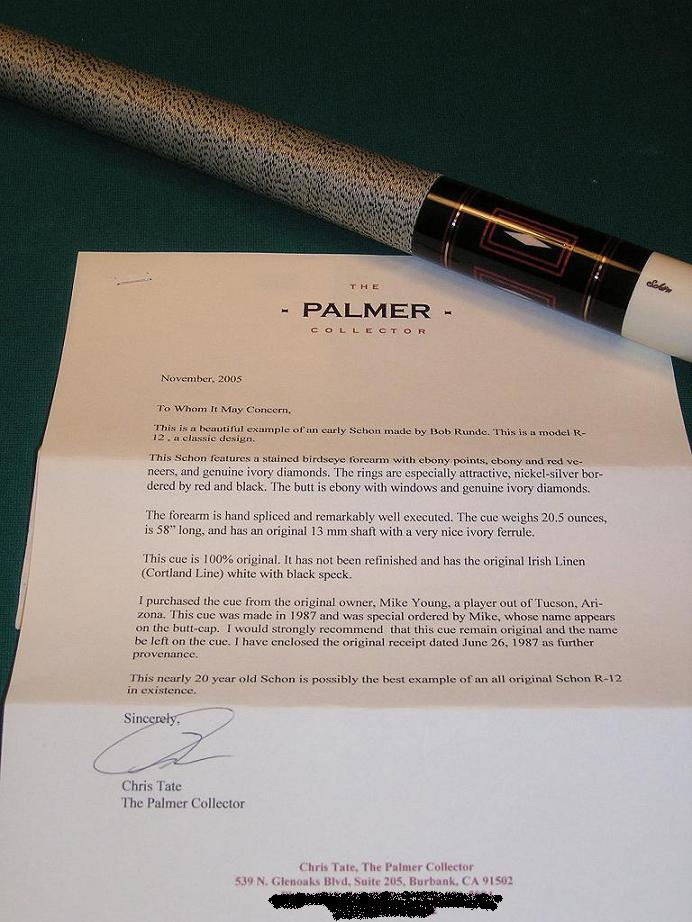 Schön
THE
- PALMER -
COLLECTOR
November, 2005
To Whom It May Concern,
This is a beautiful example of an early Schon made by Bob Runde. This is a model R-
12 , a classic design.
This Schon features a stained birdseye forearm with ebony points, ebony and red ve-
neers, and genuine ivory diamonds. The rings are especially attractive, nickel-silver bor-
dered by red and black. The butt is ebony with windows and genuine ivory diamonds.
The forearm is hand spliced and remarkably well executed. The cue weighs 20.5 ounces,
is 58" long, and has an original 13 mm shaft with a very nice ivory ferrule.
This cue is 100% original. It has not been refinished and has the original Irish Linen
(Cortland Line) white with black speck.
I purchased the cue from the original owner, Mike Young, a player out of Tucson, Ari-
zona. This cue was made in 1987 and was special ordered by Mike, whose name appears
on the butt-cap. I would strongly recommend that this cue remain original and the name
be left on the cue. I have enclosed the original receipt dated June 26, 1987 as further
provenance.
This nearly 20 year old Schon is possibly the best example of an all original Schon R-12
in existence.
Sincerely,
Chris Tate
The Palmer Collector
Chris Tate, The Palmer Collector
539 N. Glenoaks Blvd, Suite 205, Burbank, CA 91502